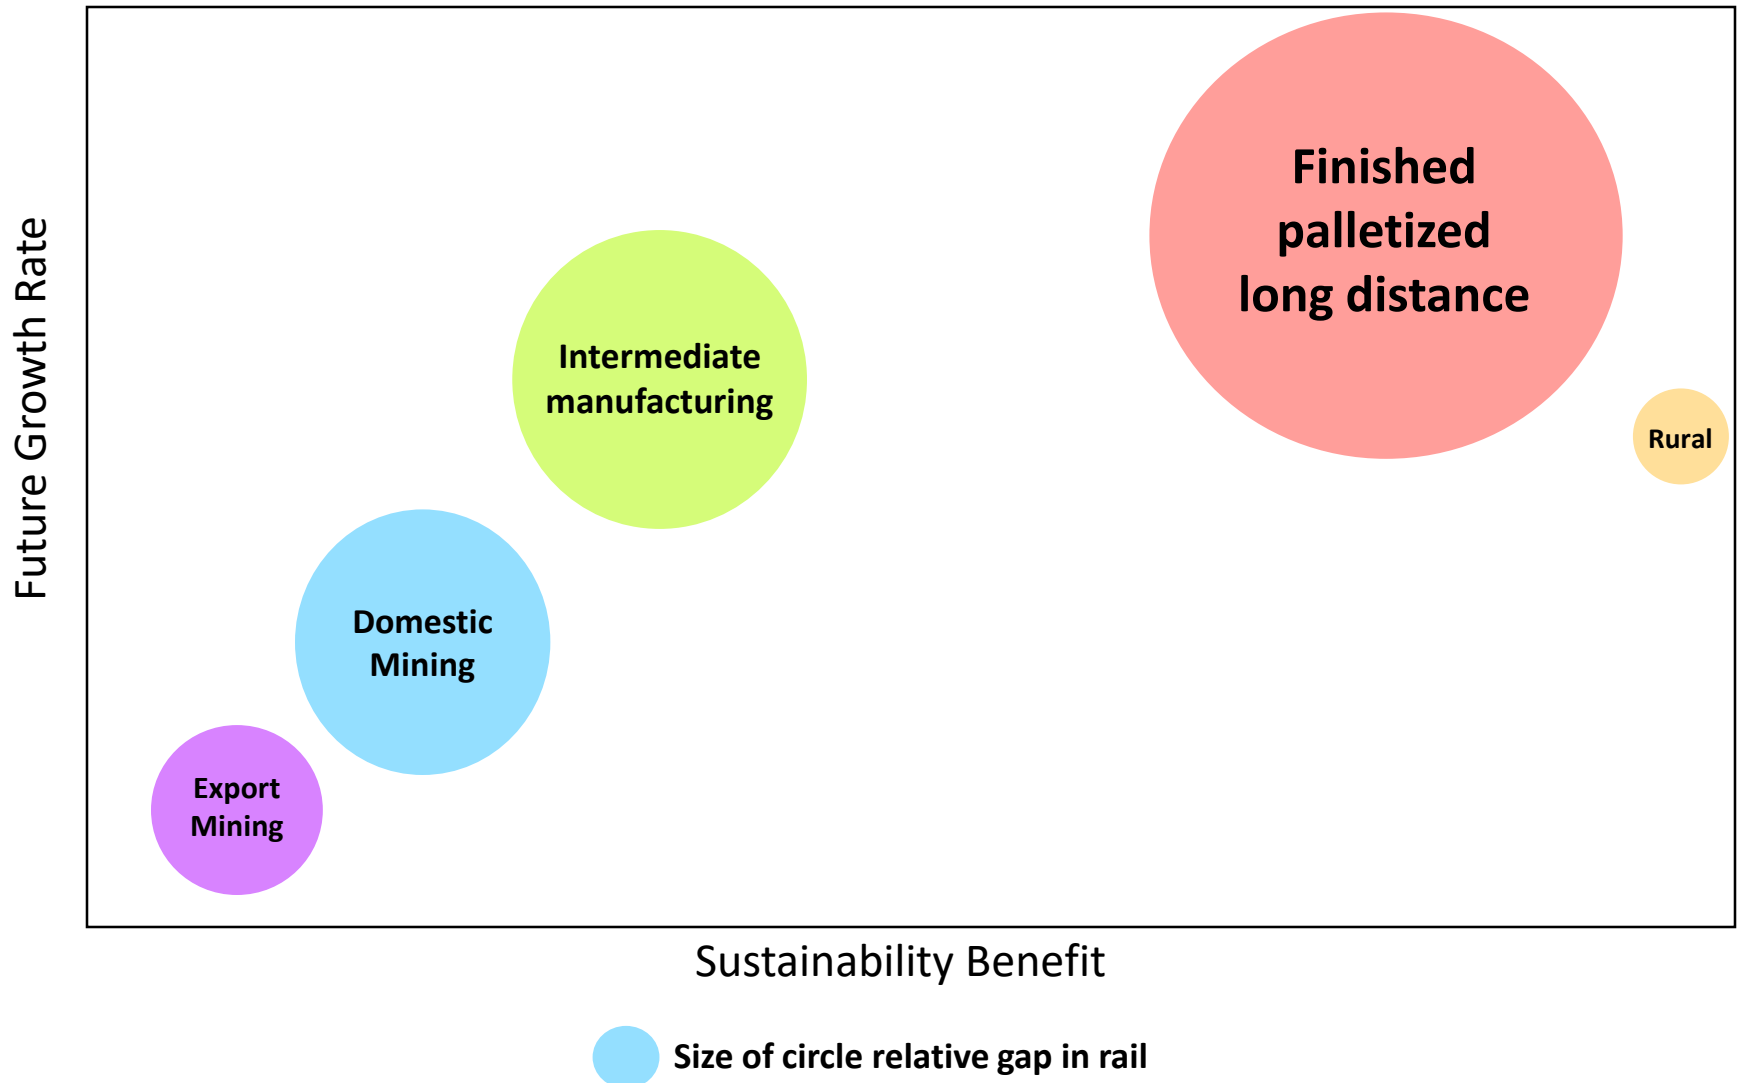 Finished
palletized
long distance
Future Growth Rate
Intermediate
manufacturing
Rural
Domestic
Mining
Export
Mining
Sustainability Benefit
Size of circle relative gap in rail